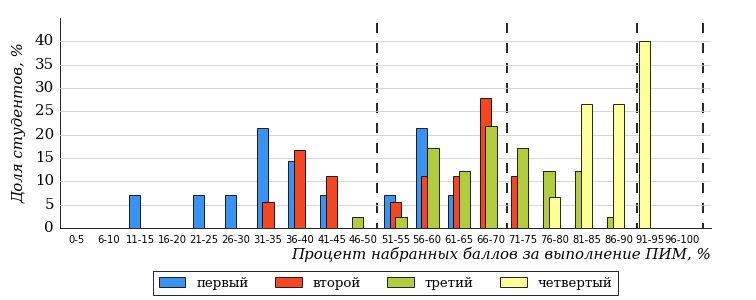 Доля студентов, %
40
35
30
25
20
15
10
5
0
0-5 6-10 11-15 16-20 21-25 26-30 31-35 36-40 41-45 46-50 51-55 56-60 61-65 66-70 71-75 76-80 81-85 86-90 91-95 96-100
Процент набранных баллов за выполнение ПИМ, %
первый второй третий четвертый